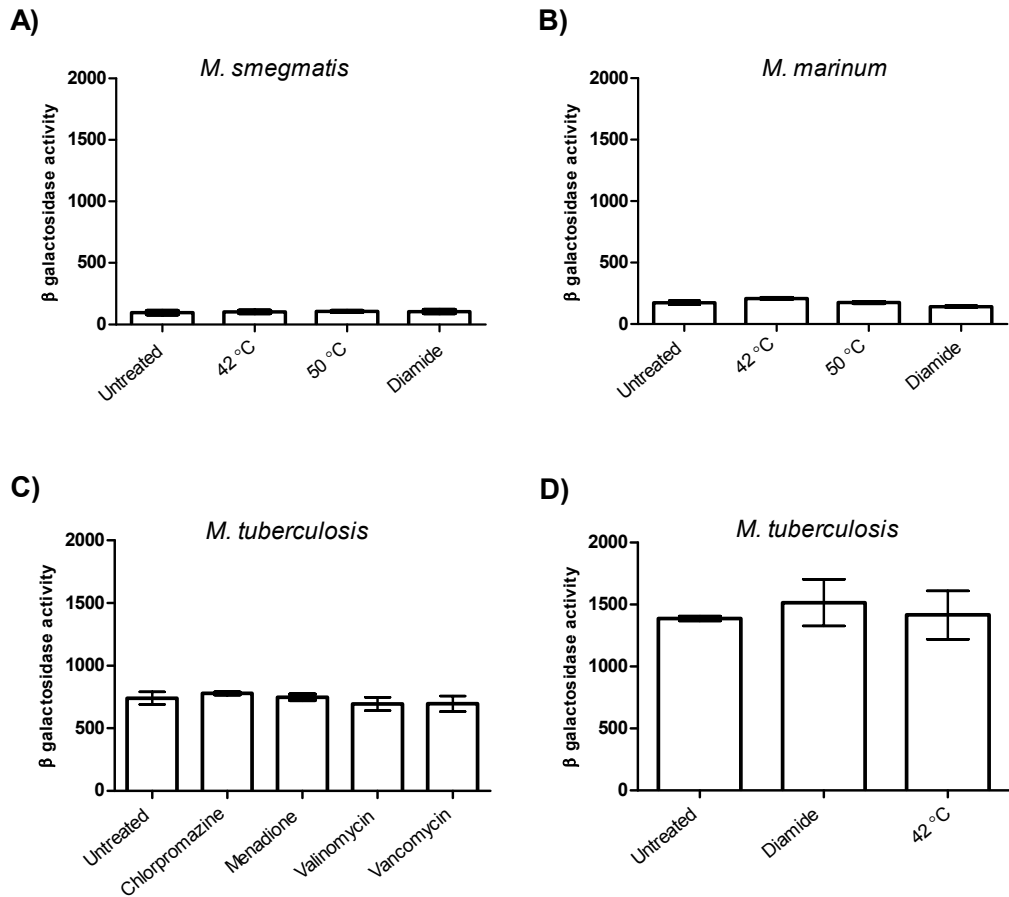 A)
M. smegmatis
β galactosidase activity
2000
1500
1000
500
0
Untreated
42 °C
50 °C
Diamide
B)
M. marinum
β galactosidase activity
2000
1500
1000
500
0
Untreated
42 °C
50 °C
Diamide
C)
M. tuberculosis
β galactosidase activity
2000
1500
1000
500
0
Untreated
Chlorpromazine
Menadione
Valinomycin
Vancomycin
D)
M. tuberculosis
β galactosidase activity
2000
1500
1000
500
0
Untreated
Diamide
42 °C